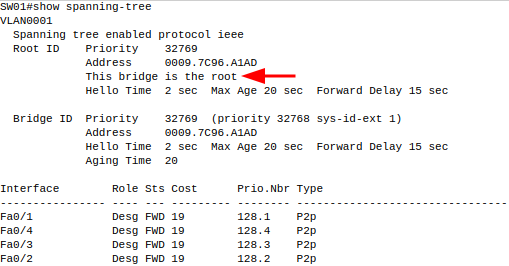 SW01#show spanning-tree
VLAN0001
  Spanning tree enabled protocol ieee
  Root ID    Priority    32769
             Address     0009.7C96.A1AD
             This bridge is the root
             Hello Time  2 sec  Max Age 20 sec  Forward Delay 15 sec

  Bridge ID  Priority    32769  (priority 32768 sys-id-ext 1)
             Address     0009.7C96.A1AD
             Hello Time  2 sec  Max Age 20 sec  Forward Delay 15 sec
             Aging Time  20

Interface        Role Sts Cost      Prio.Nbr Type
---------------- ---- --- --------- -------- --------------------------------
Fa0/1            Desg FWD 19        128.1    P2p
Fa0/4            Desg FWD 19        128.4    P2p
Fa0/3            Desg FWD 19        128.3    P2p
Fa0/2            Desg FWD 19        128.2    P2p